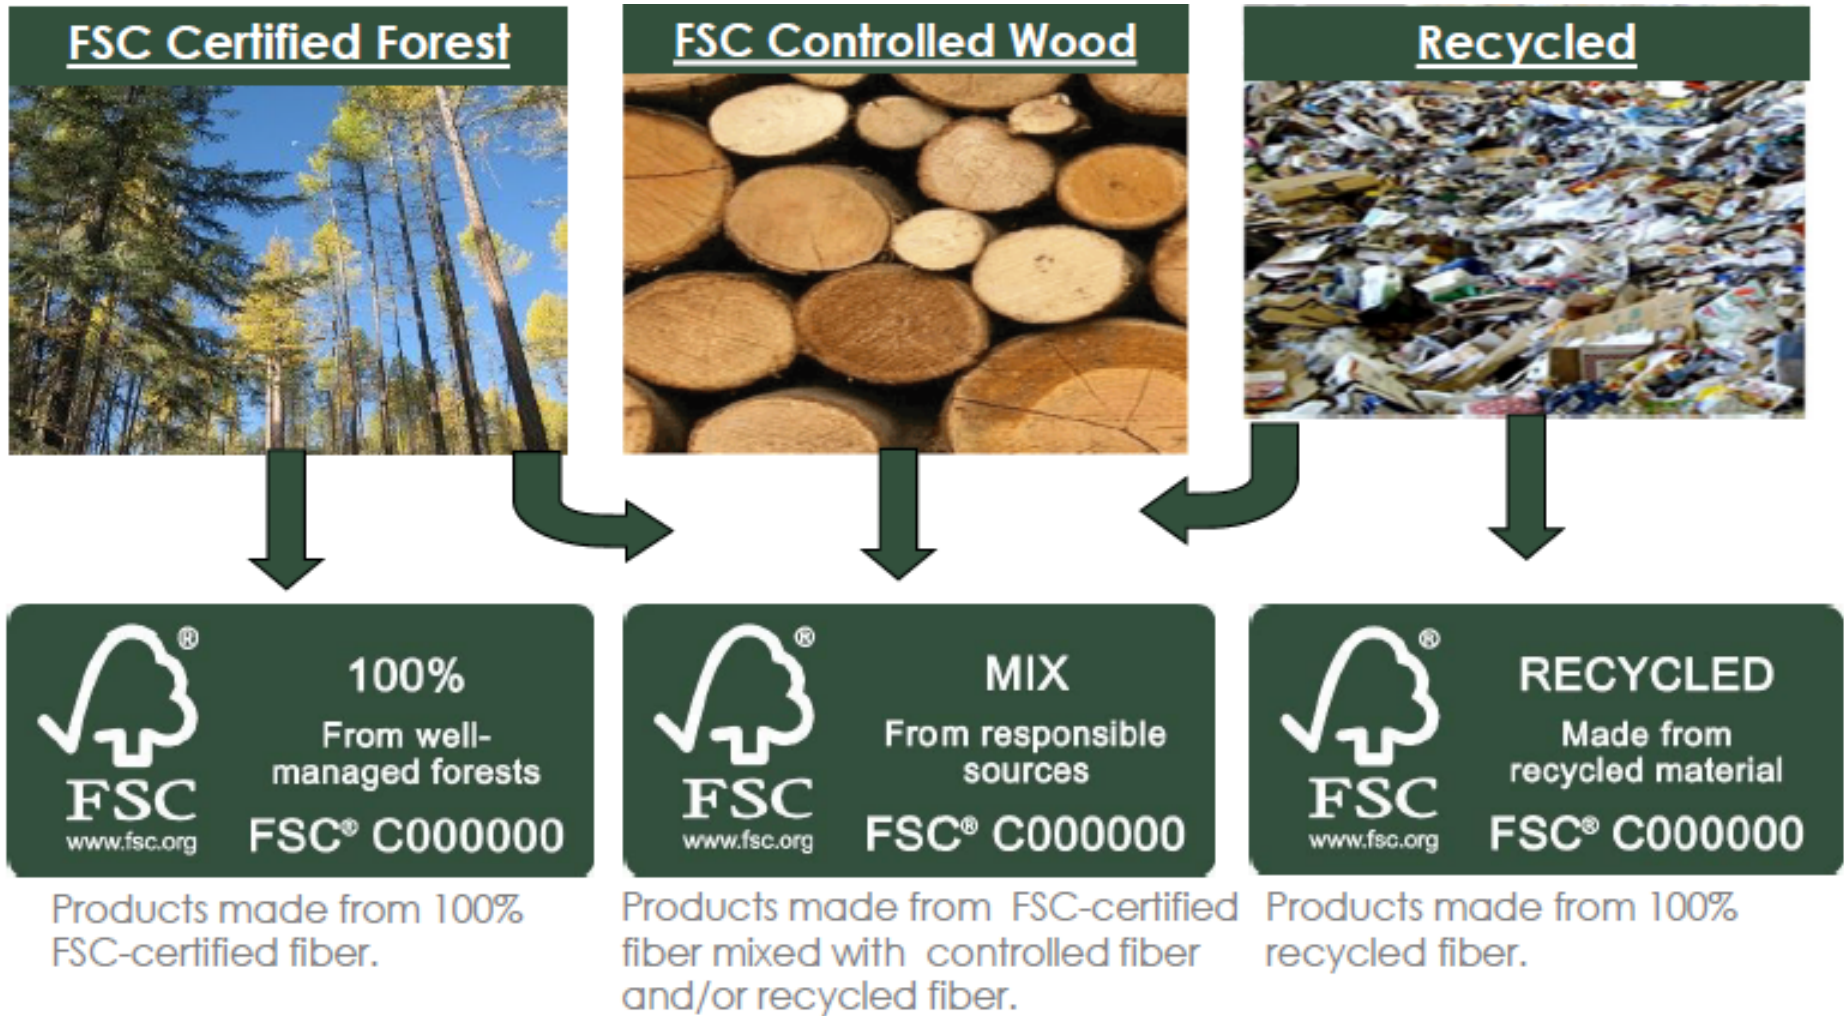 FSC Certified Forest
FSC Controlled Wood
Recycled
®
100%
From well-
managed forests
FSC
www.fsc.org
FSC® C000000
®
MIX
From responsible
sources
FSC
www.fsc.org
FSC® C000000
®
RECYCLED
Made from
recycled material
FSC
www.fsc.org
FSC® C000000
Products made from 100%
FSC-certified fiber.
Products made from FSC-certified
fiber mixed with controlled fiber
and/or recycled fiber.
Products made from 100%
recycled fiber.